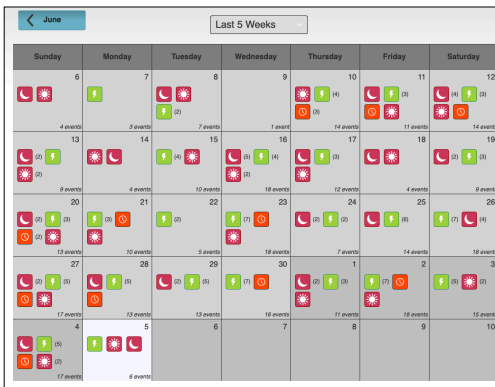 June
Last 5 Weeks
Sunday Monday Tuesday Wednesday Thursday Friday Saturday
6 7 8 9 10 11 12
(4) (3) (4) (3)
(2) (3)
4 events 3 events 7 events 1 event 14 events 11 events 14 events
13 14 15 16 17 18 19
(2) (4) (5) (4) (3) (2) (3)
(2) (2)
9 events 4 events 10 events 18 events 12 events 4 events 9 events
20 21 22 23 24 25 26
(2) (3) (3) (2) (7) (2) (2) (8) (7) (4)
(2)
13 events 10 events 5 events 18 events 7 events 14 events 18 events
27 28 29 30 1 2 3
(2) (5) (5) (2) (5) (7) (2) (3) (7) (5) (2)
17 events 13 events 13 events 16 events 11 events 18 events 15 events
4 5 6 7 8 9 10
(5)
(2)
17 events 6 events